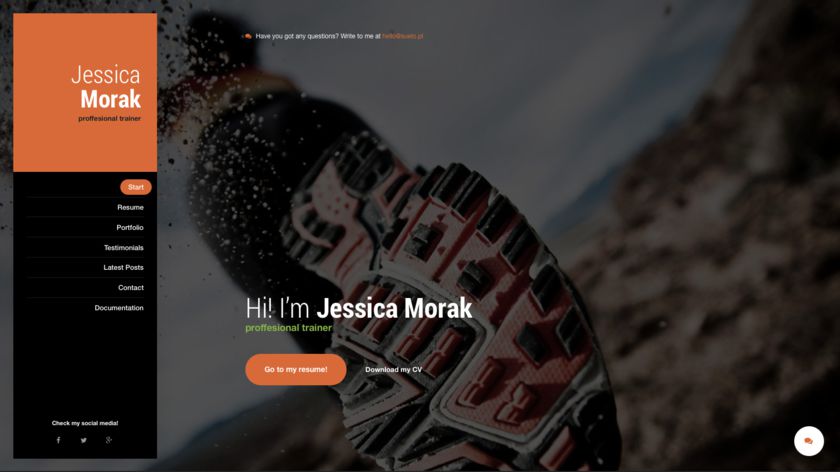 Jessica
Morak
proffesional trainer
Start
Resume
Portfolio
Testimonials
Latest Posts
Contact
Documentation
Check my social media!
Have you got any questions? Write to me at hello@suelo.pl
Hi! I'm Jessica Morak
proffesional trainer
Go to my resume!
Download my CV